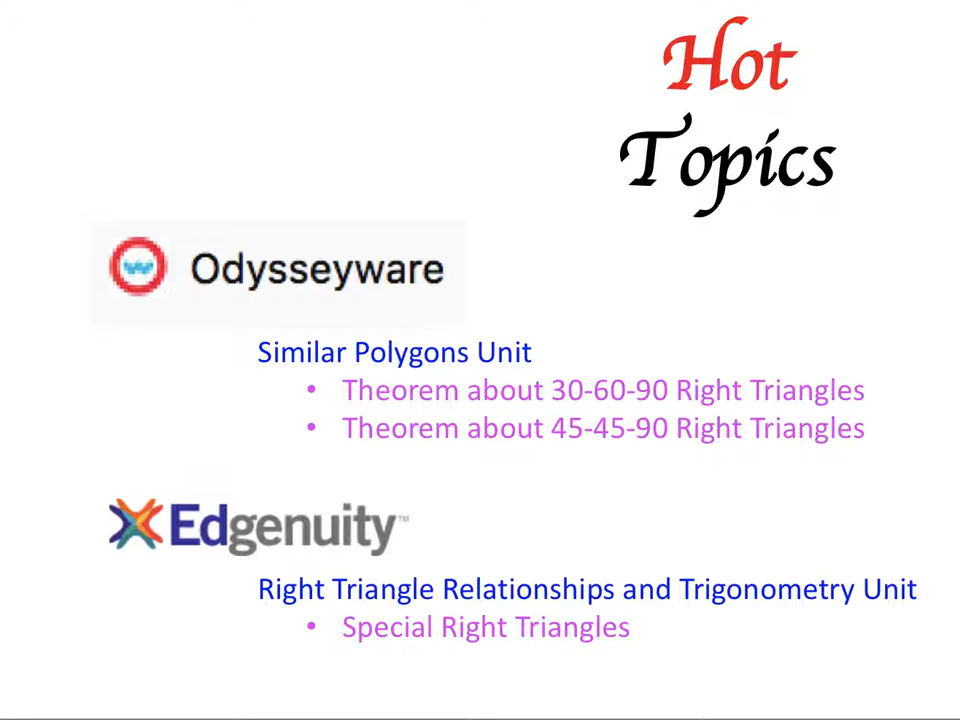 Hot
Topics
Odysseyware
Similar Polygons Unit
• Theorem about 30-60-90 Right Triangles
• Theorem about 45-45-90 Right Triangles
Edgenuity™
Right Triangle Relationships and Trigonometry Unit
• Special Right Triangles